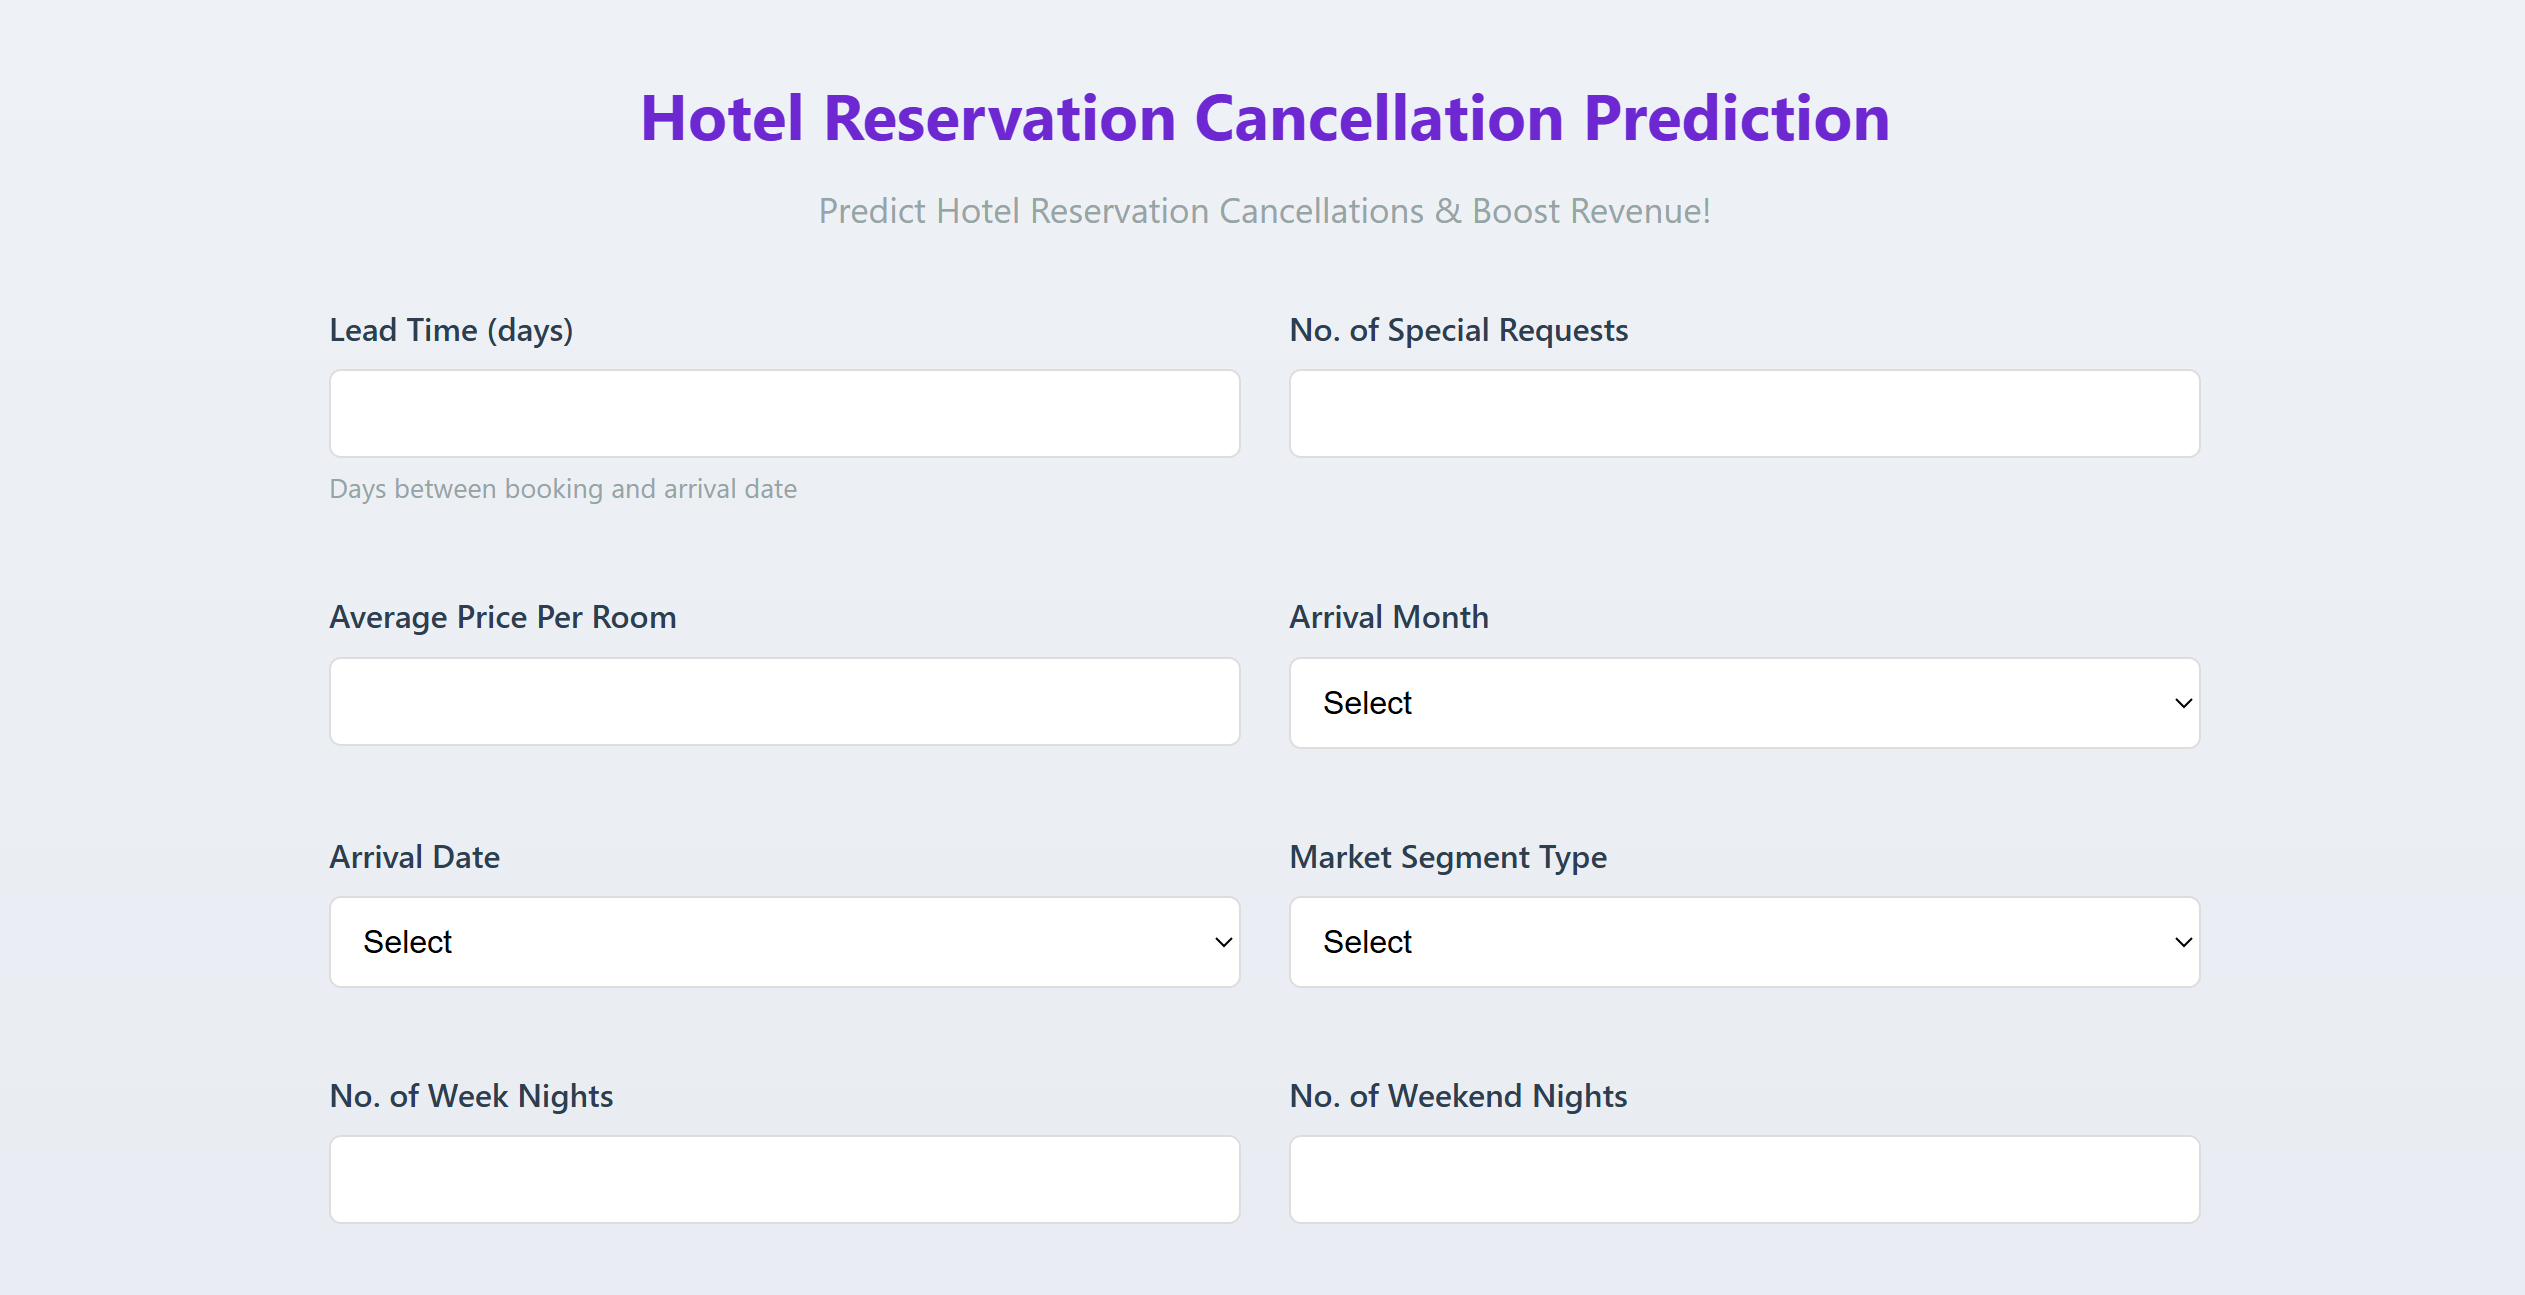 Hotel Reservation Cancellation Prediction
Predict Hotel Reservation Cancellations & Boost Revenue!
Lead Time (days)
No. of Special Requests
Days between booking and arrival date
Average Price Per Room
Arrival Month
Select
Arrival Date
Market Segment Type
Select
Select
No. of Week Nights
No. of Weekend Nights